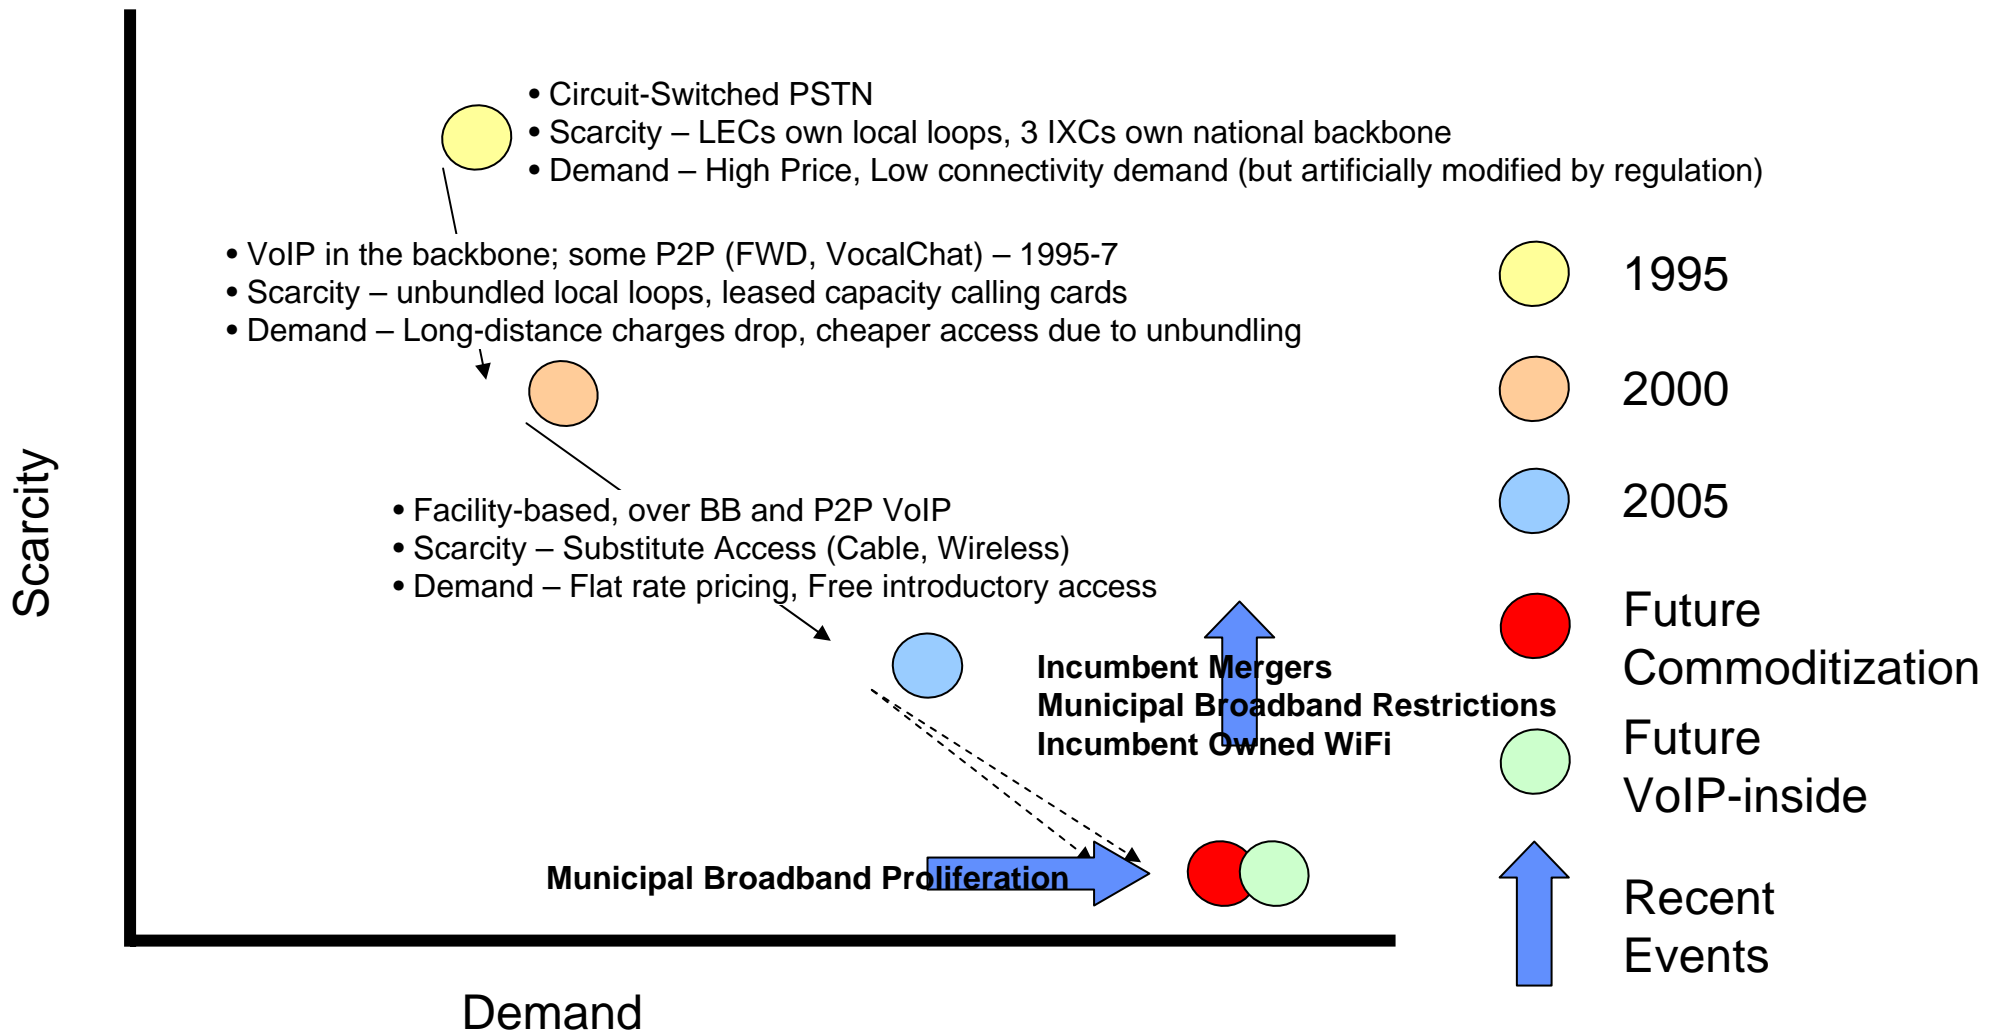 • Circuit-Switched PSTN
• Scarcity – LECs own local loops, 3 IXCs own national backbone
• Demand – High Price, Low connectivity demand (but artificially modified by regulation)
• VoIP in the backbone; some P2P (FWD, VocalChat) – 1995-7
• Scarcity – unbundled local loops, leased capacity calling cards
• Demand – Long-distance charges drop, cheaper access due to unbundling
• Facility-based, over BB and P2P VoIP
• Scarcity – Substitute Access (Cable, Wireless)
• Demand – Flat rate pricing, Free introductory access
Incumbent Mergers
Municipal Broadband Restrictions
Incumbent Owned WiFi
Municipal Broadband Proliferation
Scarcity
Demand
1995
2000
2005
Future
Commoditization
Future
VoIP-inside
Recent
Events